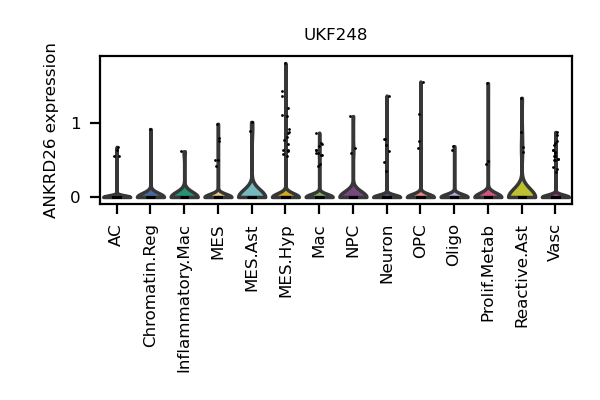 UKF248
ANKRD26 expression
1
0
AC
Chromatin.Reg
Inflammatory.Mac
MES
MES.Ast
MES.Hyp
Mac
NPC
Neuron
OPC
Oligo
Prolif.Metab
Reactive.Ast
Vasc